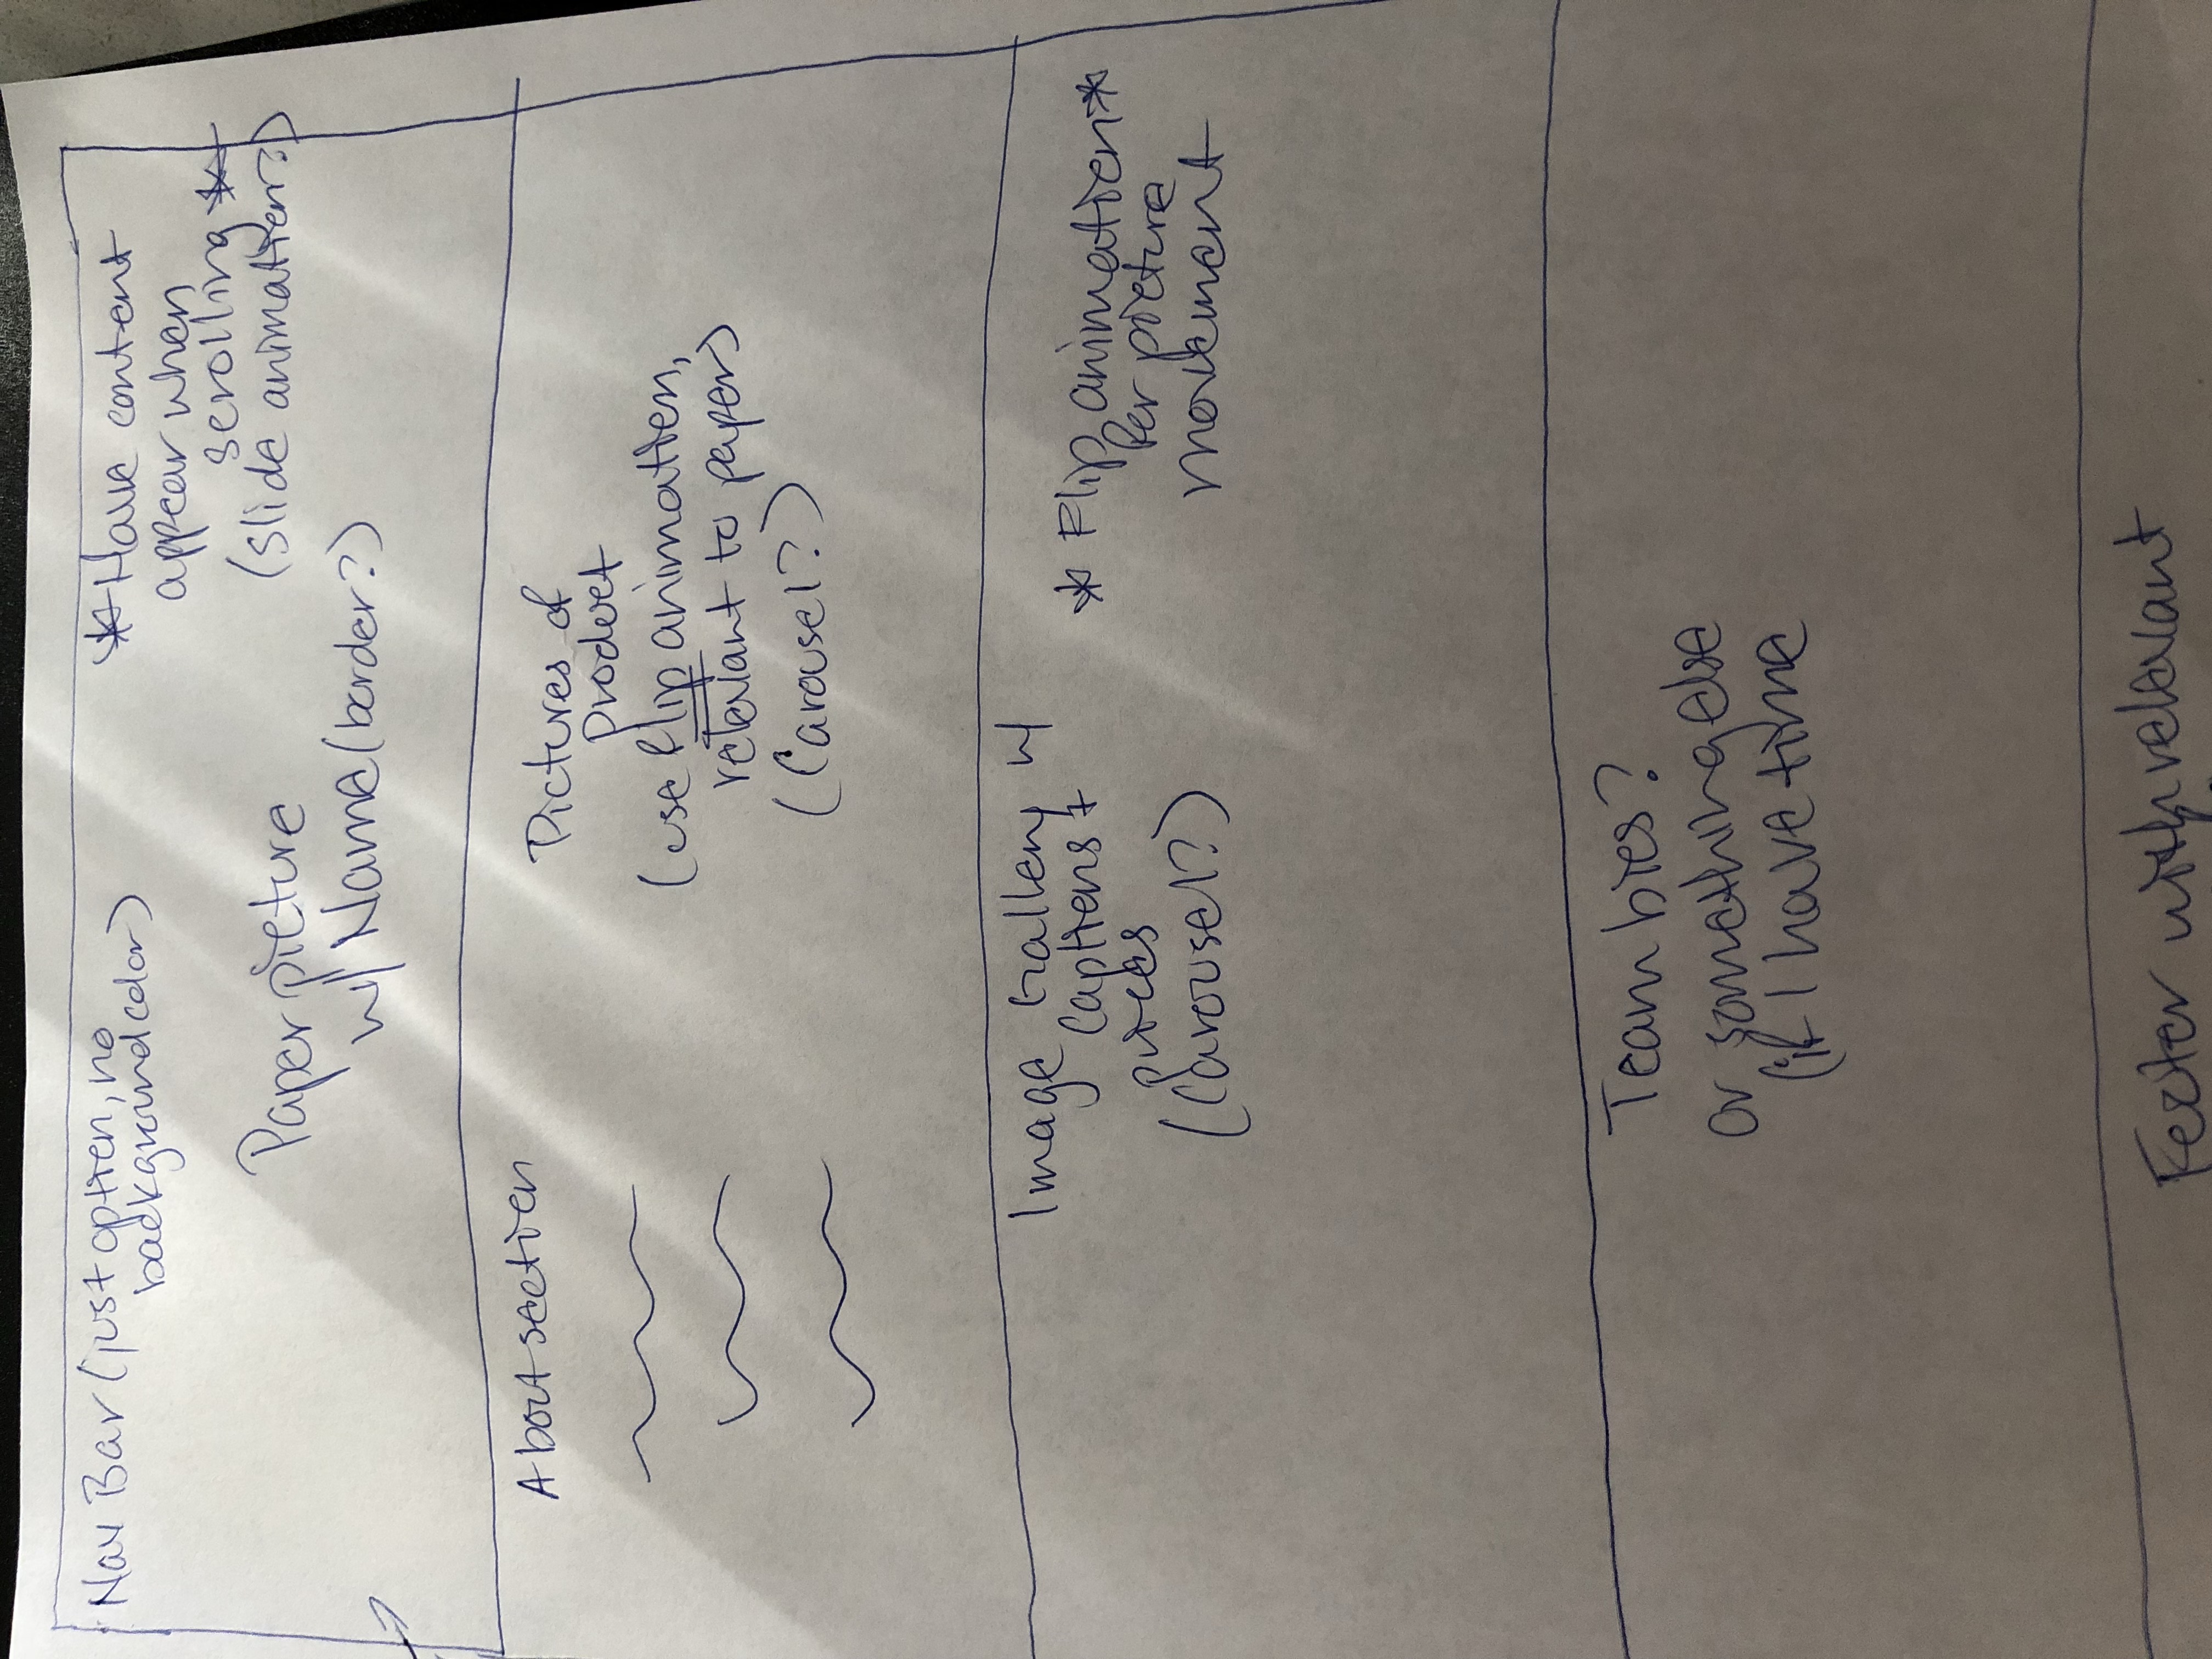 Nav Bar (just option, no
background color)
*Have content
appear when
scrolling*
(slide animation?)
Paper picture
w/ Name (border?)
About section
Pictures of
product
(use flip animation,
relevant to paper)
(Carousel?)
Image Gallery w/
Captions +
prices
(Carousel?)
* Flip animation *
per picture
movement
Team bios?
or something else
(if I have time
Footer with relevant